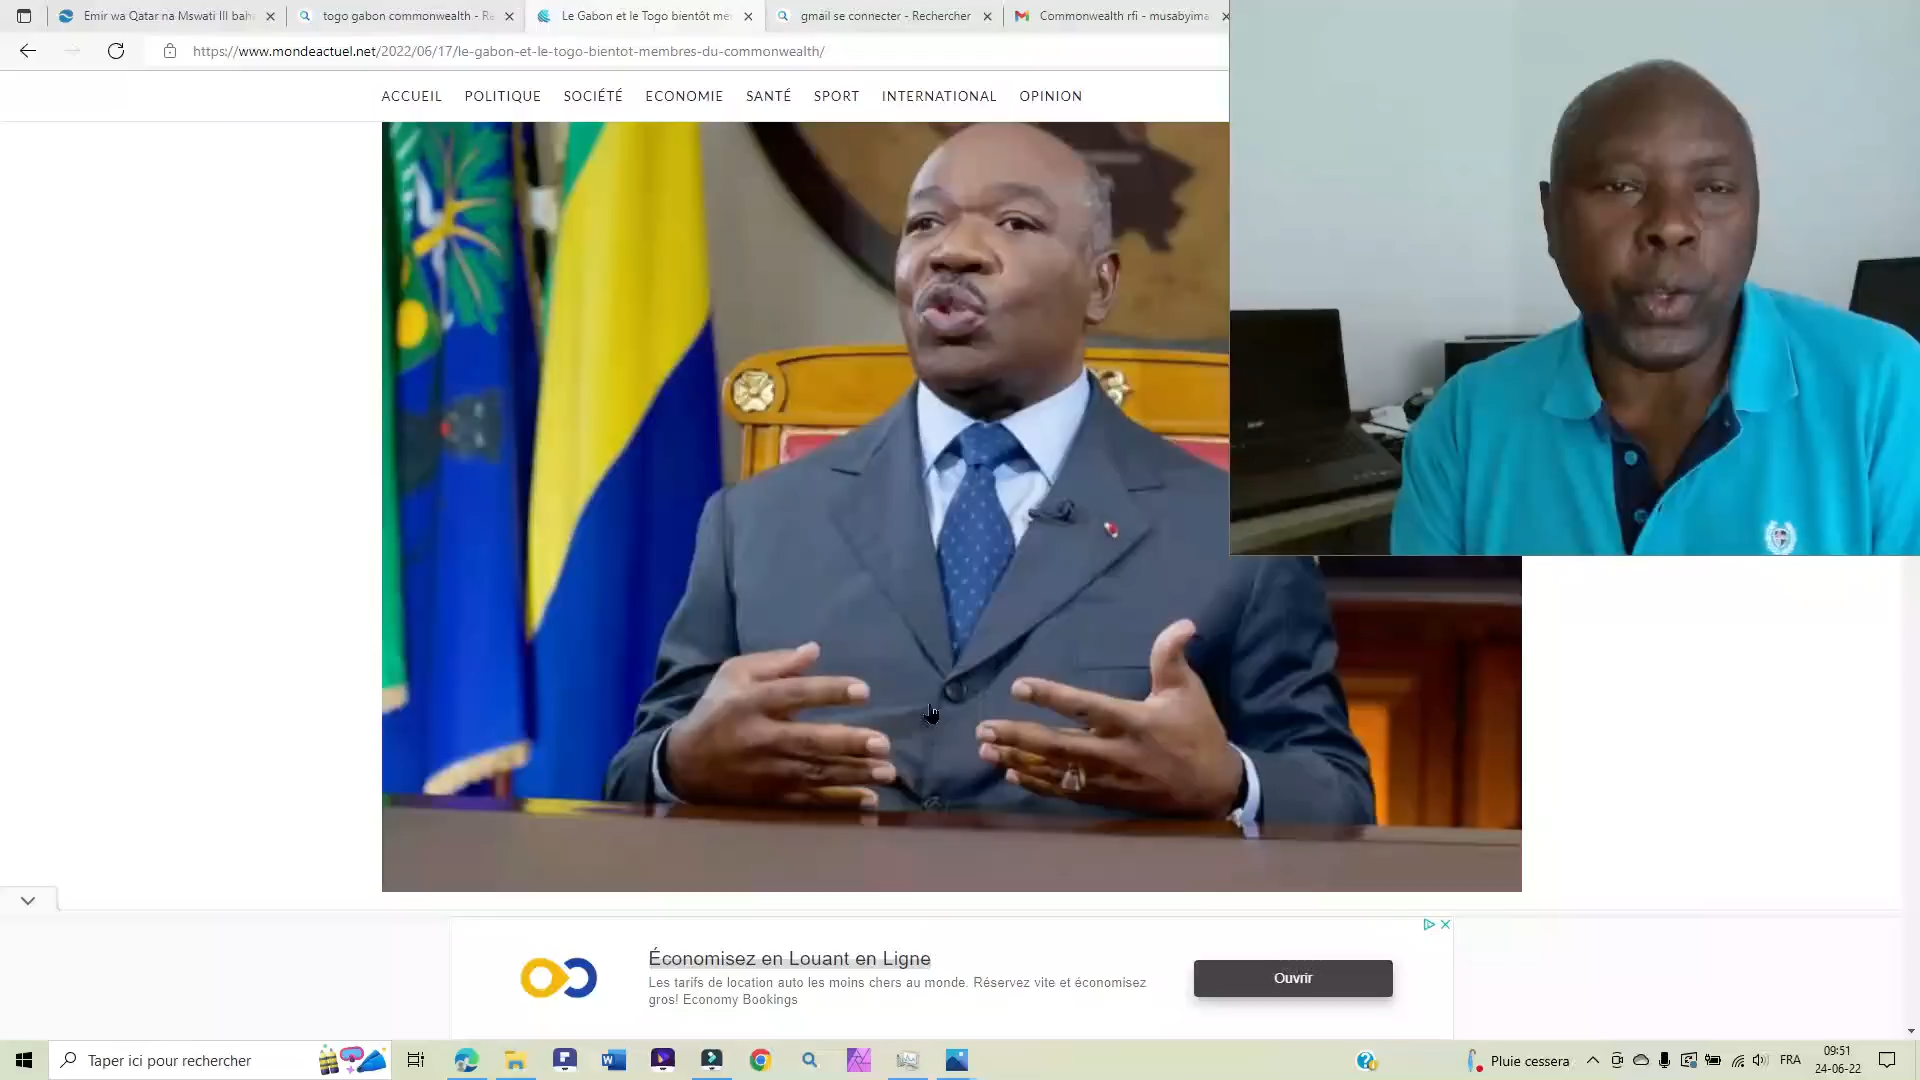 Emir wa Qatar na Mswati III bah
togo gabon commonwealth - Re
Le Gabon et le Togo bientôt me
gmail se connecter - Rechercher
Commonwealth rfi - musabyima
https://www.mondeactuel.net/2022/06/17/le-gabon-et-le-togo-bientot-membres-du-commonwealth/
ACCUEIL POLITIQUE SOCIÉTÉ ECONOMIE SANTÉ SPORT INTERNATIONAL OPINION
Économisez en Louant en Ligne
Les tarifs de location auto les moins chers au monde. Réservez vite et économisez
gros! Economy Bookings
Ouvrir
Taper ici pour rechercher
Pluie cessera
FRA
09:51
24-06-22